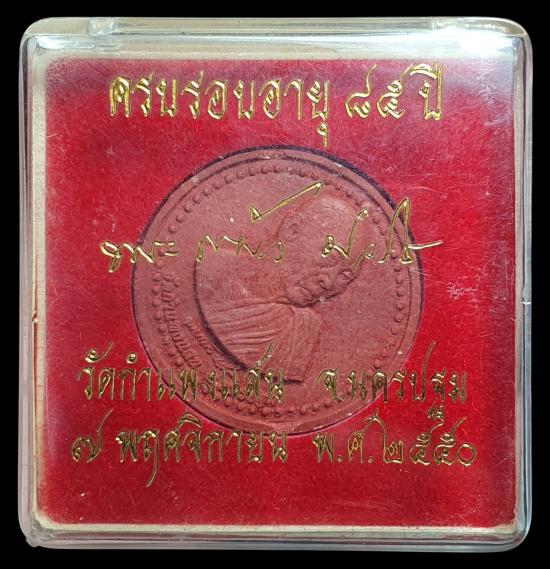 ครบรอบอายุ ๘๕ ปี
วัดกำแพงแสน จ.นครปฐม
๗ พฤศจิกายน พ.ศ.๒๕๕๐